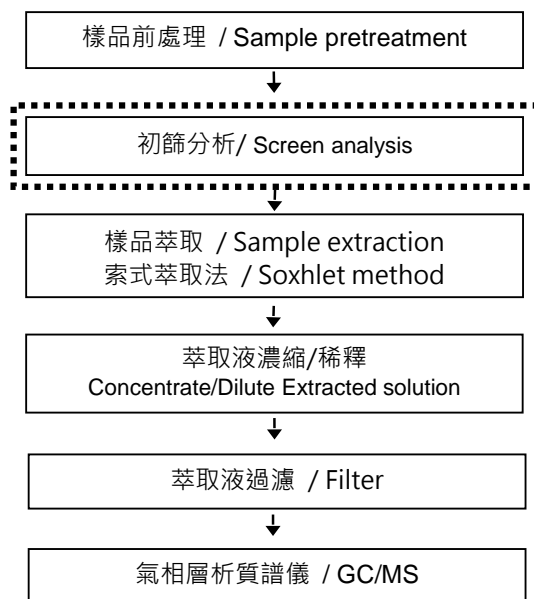 樣品前處理 / Sample pretreatment
初篩分析/ Screen analysis
樣品萃取 / Sample extraction
索式萃取法 / Soxhlet method
萃取液濃縮/稀釋
Concentrate/Dilute Extracted solution
萃取液過濾 / Filter
氣相層析質譜儀 / GC/MS